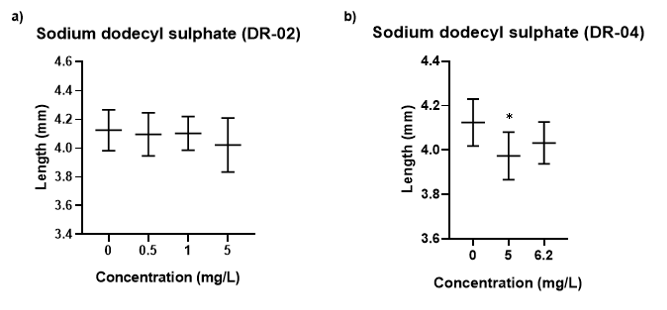 a)
Sodium dodecyl sulphate (DR-02)
Length (mm)
4.6
4.4
4.2
4.0
3.8
3.6
3.4
0 0.5 1 5
Concentration (mg/L)
b)
Sodium dodecyl sulphate (DR-04)
Length (mm)
4.4
4.2
4.0
3.8
3.6
*
0 5 6.2
Concentration (mg/L)